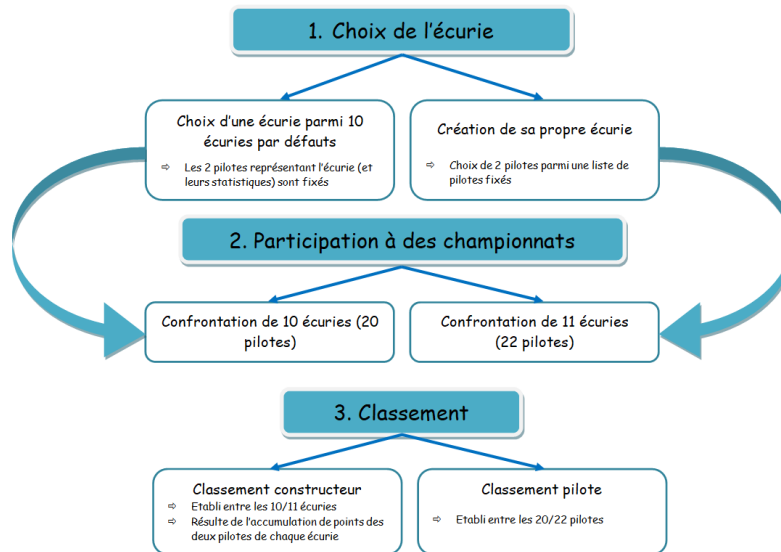 1. Choix de l'écurie
Choix d'une écurie parmi 10
écuries par défauts
⇨ Les 2 pilotes représentant l'écurie (et
leurs statistiques) sont fixés
Création de sa propre écurie
⇨ Choix de 2 pilotes parmi une liste de
pilotes fixés
2. Participation à des championnats
Confrontation de 10 écuries (20
pilotes)
Confrontation de 11 écuries
(22 pilotes)
3. Classement
Classement constructeur
⇨ Etabli entre les 10/11 écuries
⇨ Résulte de l'accumulation de points des
deux pilotes de chaque écurie
Classement pilote
⇨ Etabli entre les 20/22 pilotes